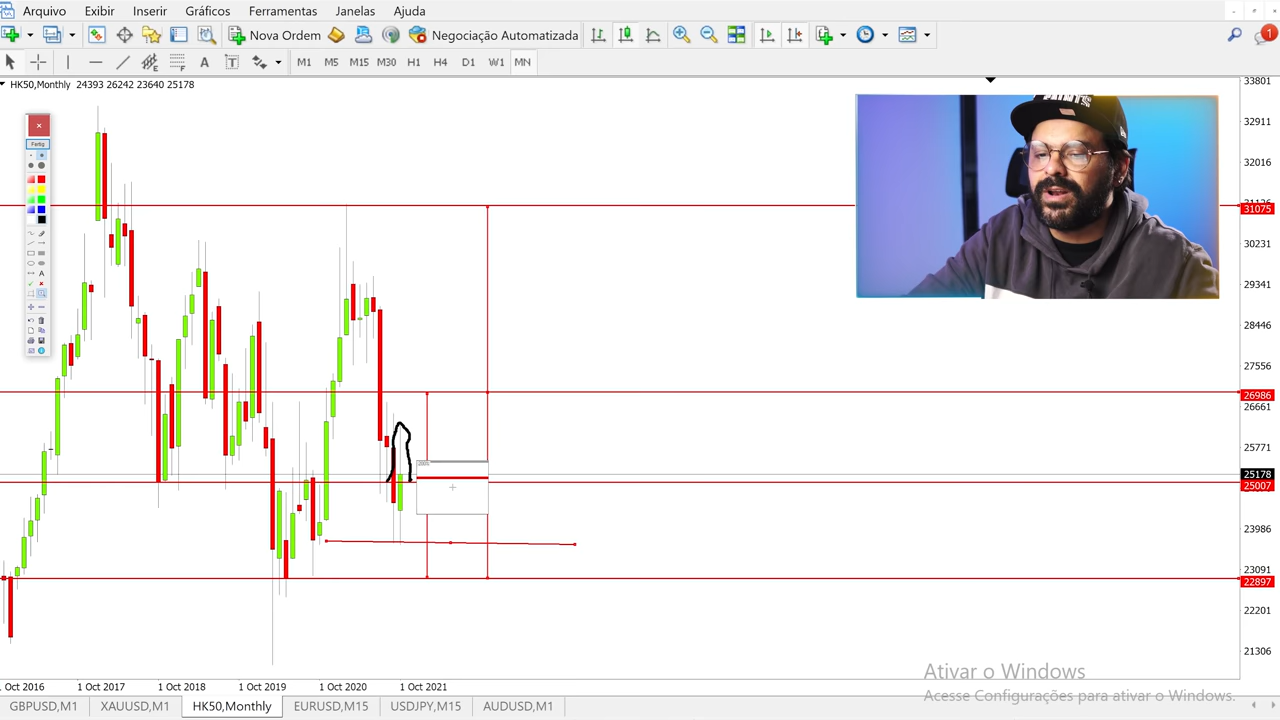 Arquivo Exibir Inserir Gráficos Ferramentas Janelas Ajuda
Nova Ordem Negociação Automatizada 1
A T M1 M5 M15 M30 H1 H4 D1 W1 MN
HK50,Monthly 24393 26242 23640 25178
33801
32911
32016
31075
30231
29341
28446
27556
26986
26661
25771
25178
25007
23986
23091
22897
22201
21306
Fertig
A
1 Oct 2017 1 Oct 2018 1 Oct 2019 1 Oct 2020 1 Oct 2021
Oct 2016
Ativar o Windows
Acesse Configurações para ativar o Windows.
GBPUSD,M1 XAUUSD,M1 HK50,Monthly EURUSD,M15 USDJPY,M15 AUDUSD,M1